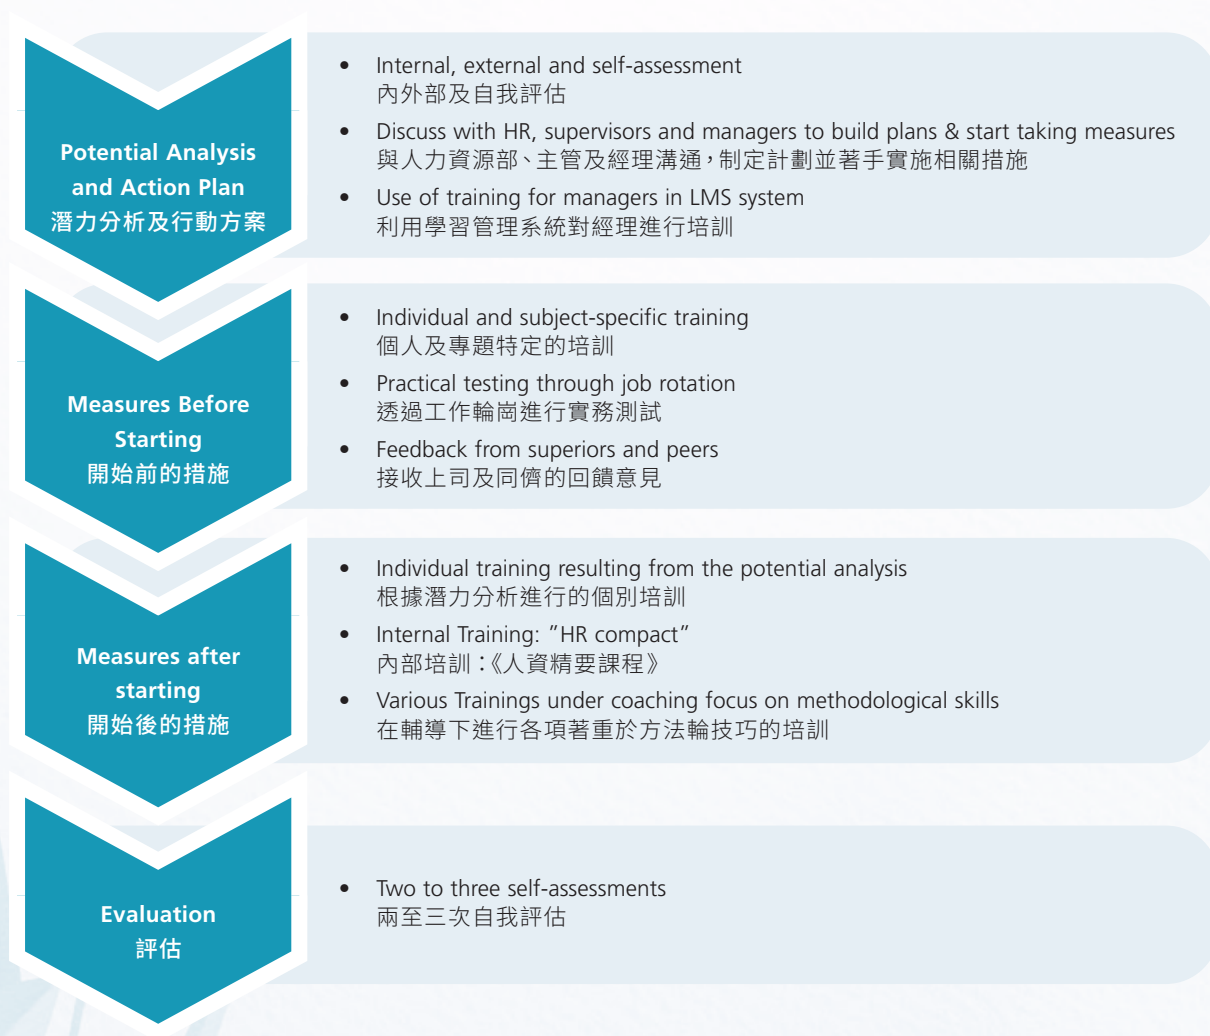 Potential Analysis
and Action Plan
潛力分析及行動方案
• Internal, external and self-assessment
內外部及自我評估
• Discuss with HR, supervisors and managers to build plans & start taking measures
與人力資源部、主管及經理溝通，制定計劃並著手實施相關措施
• Use of training for managers in LMS system
利用學習管理系統對經理進行培訓
Measures Before
Starting
開始前的措施
• Individual and subject-specific training
個人及專題特定的培訓
• Practical testing through job rotation
透過工作輪崗進行實務測試
• Feedback from superiors and peers
接收上司及同儕的回饋意見
Measures after
starting
開始後的措施
• Individual training resulting from the potential analysis
根據潛力分析進行的個別培訓
• Internal Training: "HR compact"
內部培訓：《人資精要課程》
• Various Trainings under coaching focus on methodological skills
在輔導下進行各項著重於方法輪技巧的培訓
Evaluation
評估
• Two to three self-assessments
兩至三次自我評估